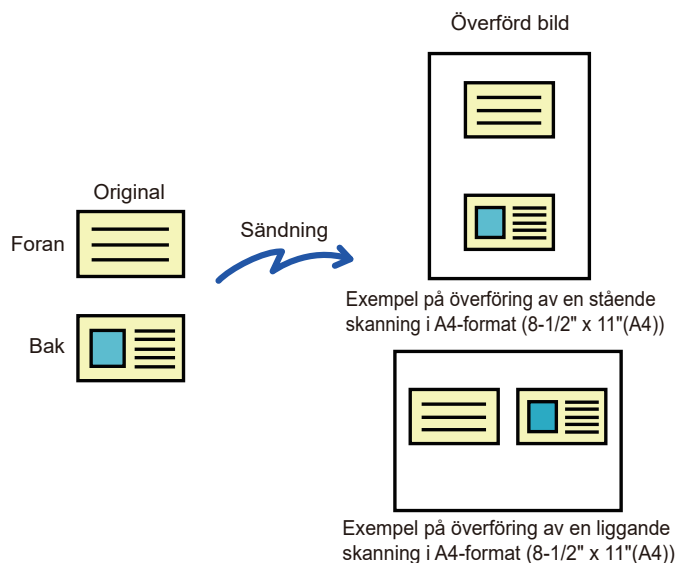 Överförd bild
Original
Foran
Sändning
Bak
Exempel på överföring av en stående
skanning i A4-format (8-1/2" x 11"(A4))
Exempel på överföring av en liggande
skanning i A4-format (8-1/2" x 11"(A4))